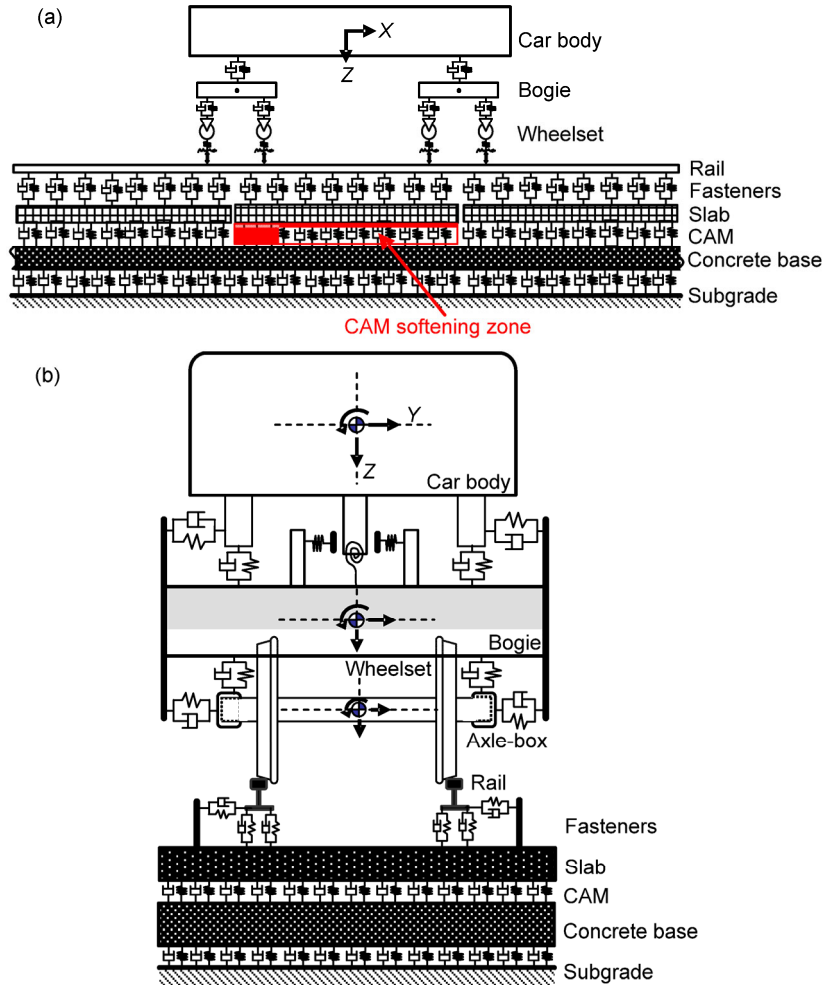 (a)
X
Z
Car body
Bogie
Wheelset
Rail
Fasteners
Slab
CAM
Concrete base
Subgrade
CAM softening zone
(b)
Y
Z
Car body
Bogie
Wheelset
Axle-box
Rail
Fasteners
Slab
CAM
Concrete base
Subgrade